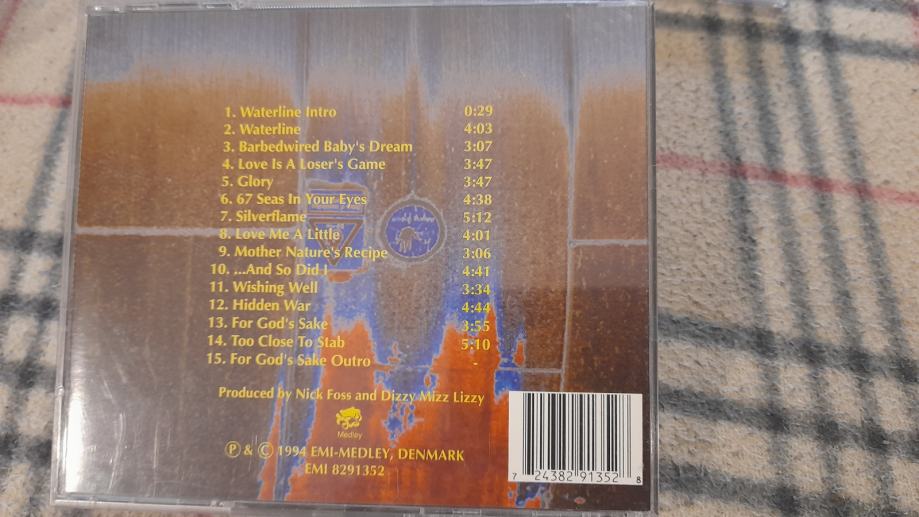 1. Waterline Intro 0:29
2. Waterline 4:03
3. Barbedwired Baby's Dream 3:07
4. Love Is A Loser's Game 3:47
5. Glory 3:47
6. 67 Seas In Your Eyes 4:38
7. Silverflame 5:12
8. Love Me A Little 4:01
9. Mother Nature's Recipe 3:06
10. ...And So Did I 4:41
11. Wishing Well 3:34
12. Hidden War 4:44
13. For God's Sake 3:55
14. Too Close To Stab 5:10
15. For God's Sake Outro -
Produced by Nick Foss and Dizzy Mizz Lizzy
Medley
Ⓟ & © 1994 EMI-MEDLEY, DENMARK
EMI 8291352
7 24382 91352 8